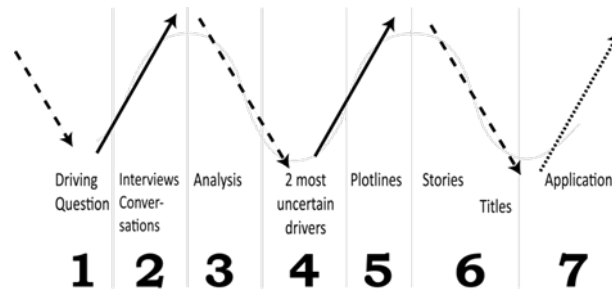 Driving
Question
Interviews
Conver-
sations
Analysis
2 most
uncertain
drivers
Plotlines
Stories
Titles
Application
1 2 3 4 5 6 7